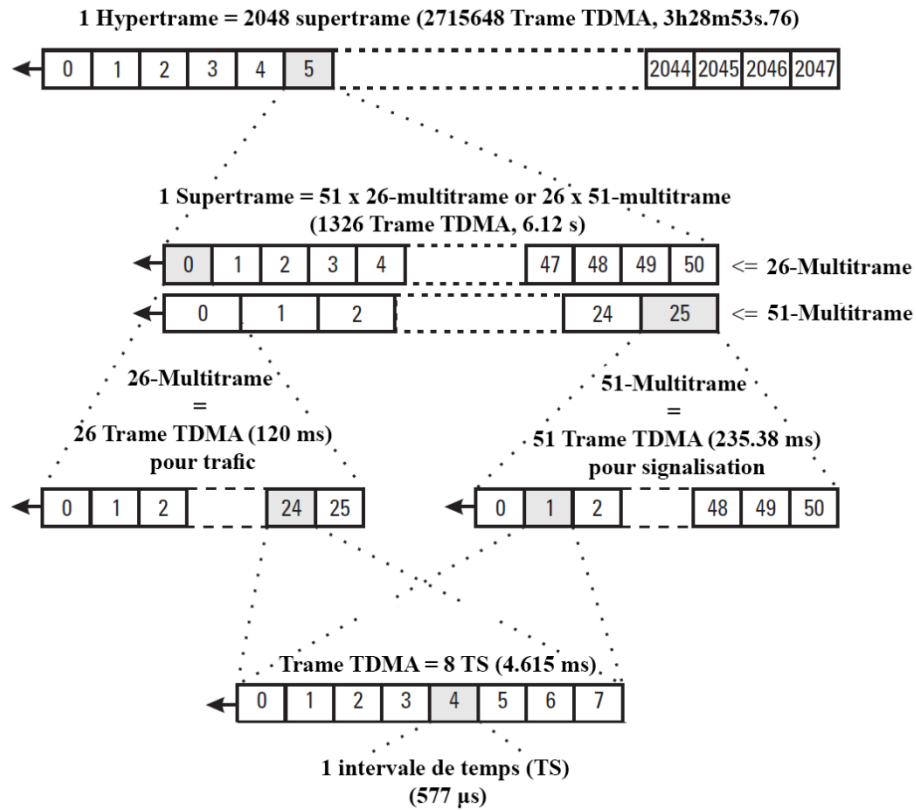 1 Hypertrame = 2048 supertrame (2715648 Trame TDMA, 3h28m53s.76)
0 1 2 3 4 5 2044 2045 2046 2047
1 Supertrame = 51 x 26-multitrame or 26 x 51-multitrame
(1326 Trame TDMA, 6.12 s)
0 1 2 3 4 47 48 49 50 <= 26-Multitrame
0 1 2 24 25 <= 51-Multitrame
26-Multitrame
=
26 Trame TDMA (120 ms)
pour trafic
51-Multitrame
=
51 Trame TDMA (235.38 ms)
pour signalisation
0 1 2 24 25
0 1 2 48 49 50
Trame TDMA = 8 TS (4.615 ms)
0 1 2 3 4 5 6 7
1 intervale de temps (TS)
(577 µs)